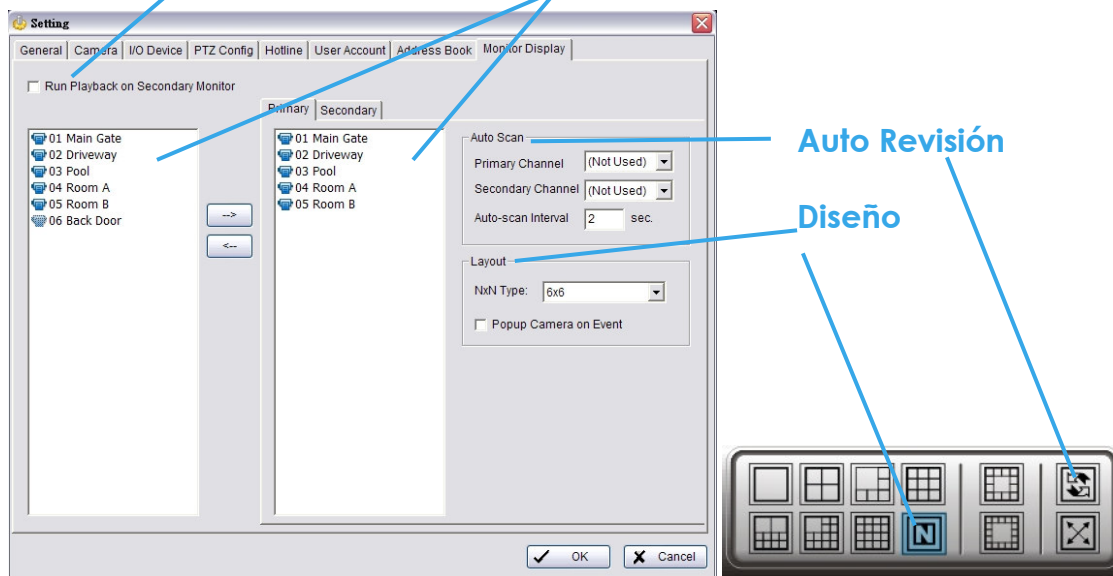 Setting
General Camera I/O Device PTZ Config Hotline User Account Address Book Monitor Display
Run Playback on Secondary Monitor
Primary Secondary
01 Main Gate
02 Driveway
03 Pool
04 Room A
05 Room B
06 Back Door
-->
<--
01 Main Gate
02 Driveway
03 Pool
04 Room A
05 Room B
Auto Scan
Primary Channel (Not Used)
Secondary Channel (Not Used)
Auto-scan Interval 2 sec.
Layout
NxN Type: 6x6
Popup Camera on Event
OK Cancel
Auto Revisión
Diseño
N